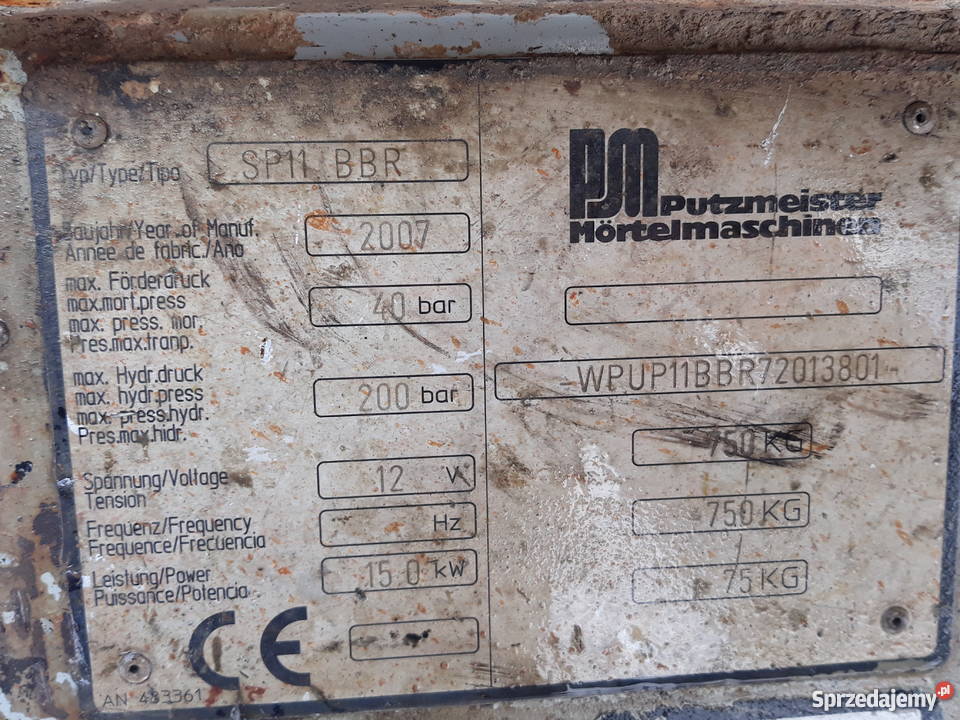 Typ/Type/Tipo SP11 BBR
Baujahr/Year of Manuf. 2007
Année de fabric./Ano
max. Förderdruck
max.mort.press 40 bar
max. press. mor.
Pres.max.tranp.
max. Hydr.druck
max. hydr.press 200 bar
max. press.hydr.
Pres.max.hidr.
Spannung/Voltage 12 V
Tension
Frequenz/Frequency Hz
Frequence/Frecuencia
Leistung/Power 15.0 kW
Puissance/Potencia
CE
AN 483361
PM Putzmeister
Mörtelmaschinen
-WPUP11BBR72013801-
750 KG
750 KG
75 KG
Sprzedajemy.pl